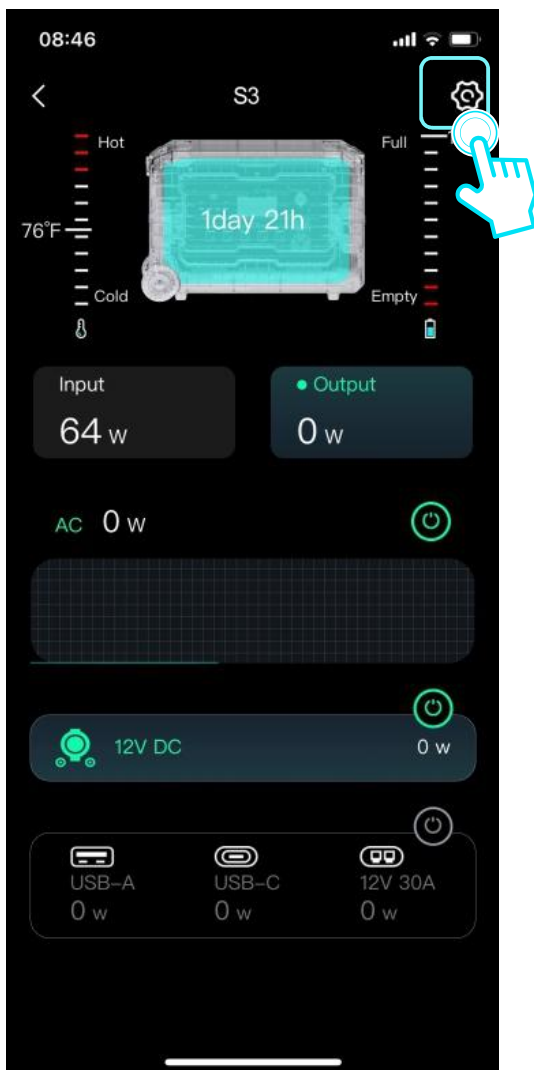 08:46
S3
Hot
Full
76°F
1day 21h
Cold
Empty
Input
Output
64 w
0 w
AC 0 w
12V DC
0 w
USB-A
USB-C
12V 30A
0 w
0 w
0 w